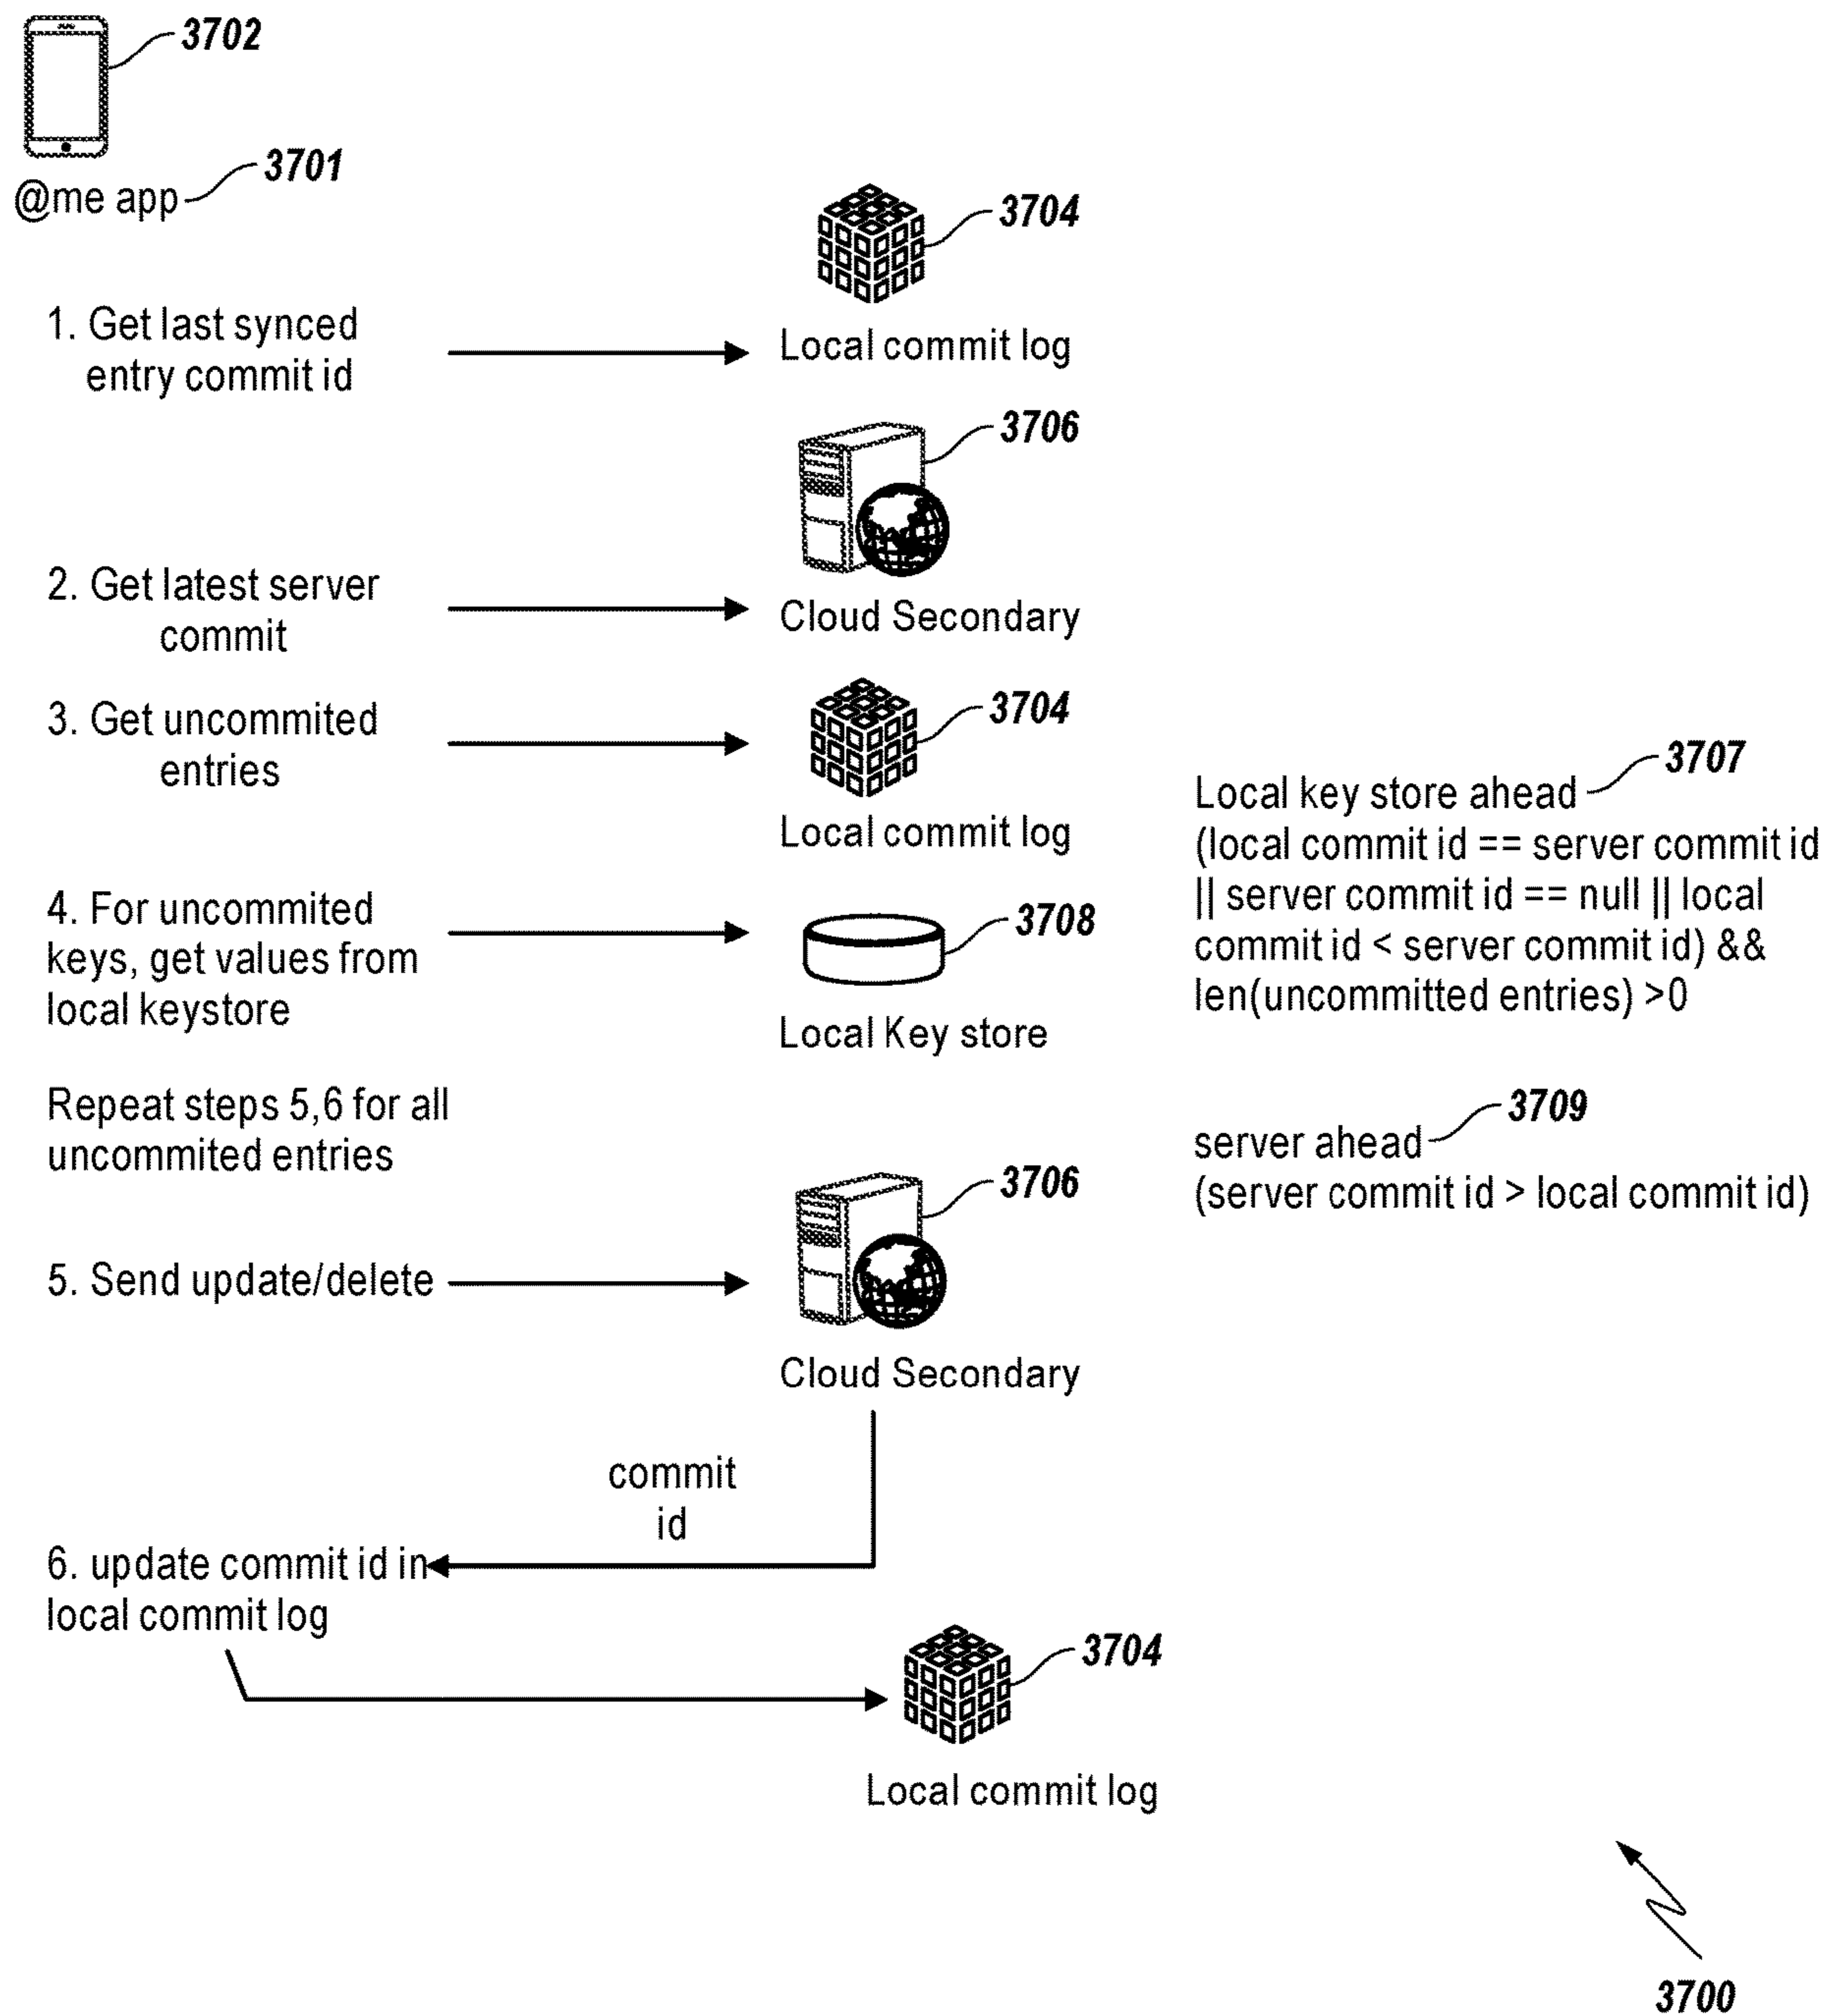 3702
3701
@me app
3704
1. Get last synced
entry commit id
Local commit log
3706
2. Get latest server
commit
Cloud Secondary
3. Get uncommited
entries
3704
Local commit log
3707
Local key store ahead
(local commit id == server commit id
|| server commit id == null || local
commit id < server commit id) &&
len(uncommitted entries) >0
4. For uncommited
keys, get values from
local keystore
3708
Local Key store
Repeat steps 5,6 for all
uncommited entries
3709
server ahead
(server commit id > local commit id)
3706
5. Send update/delete
Cloud Secondary
commit
id
6. update commit id in
local commit log
3704
Local commit log
3700